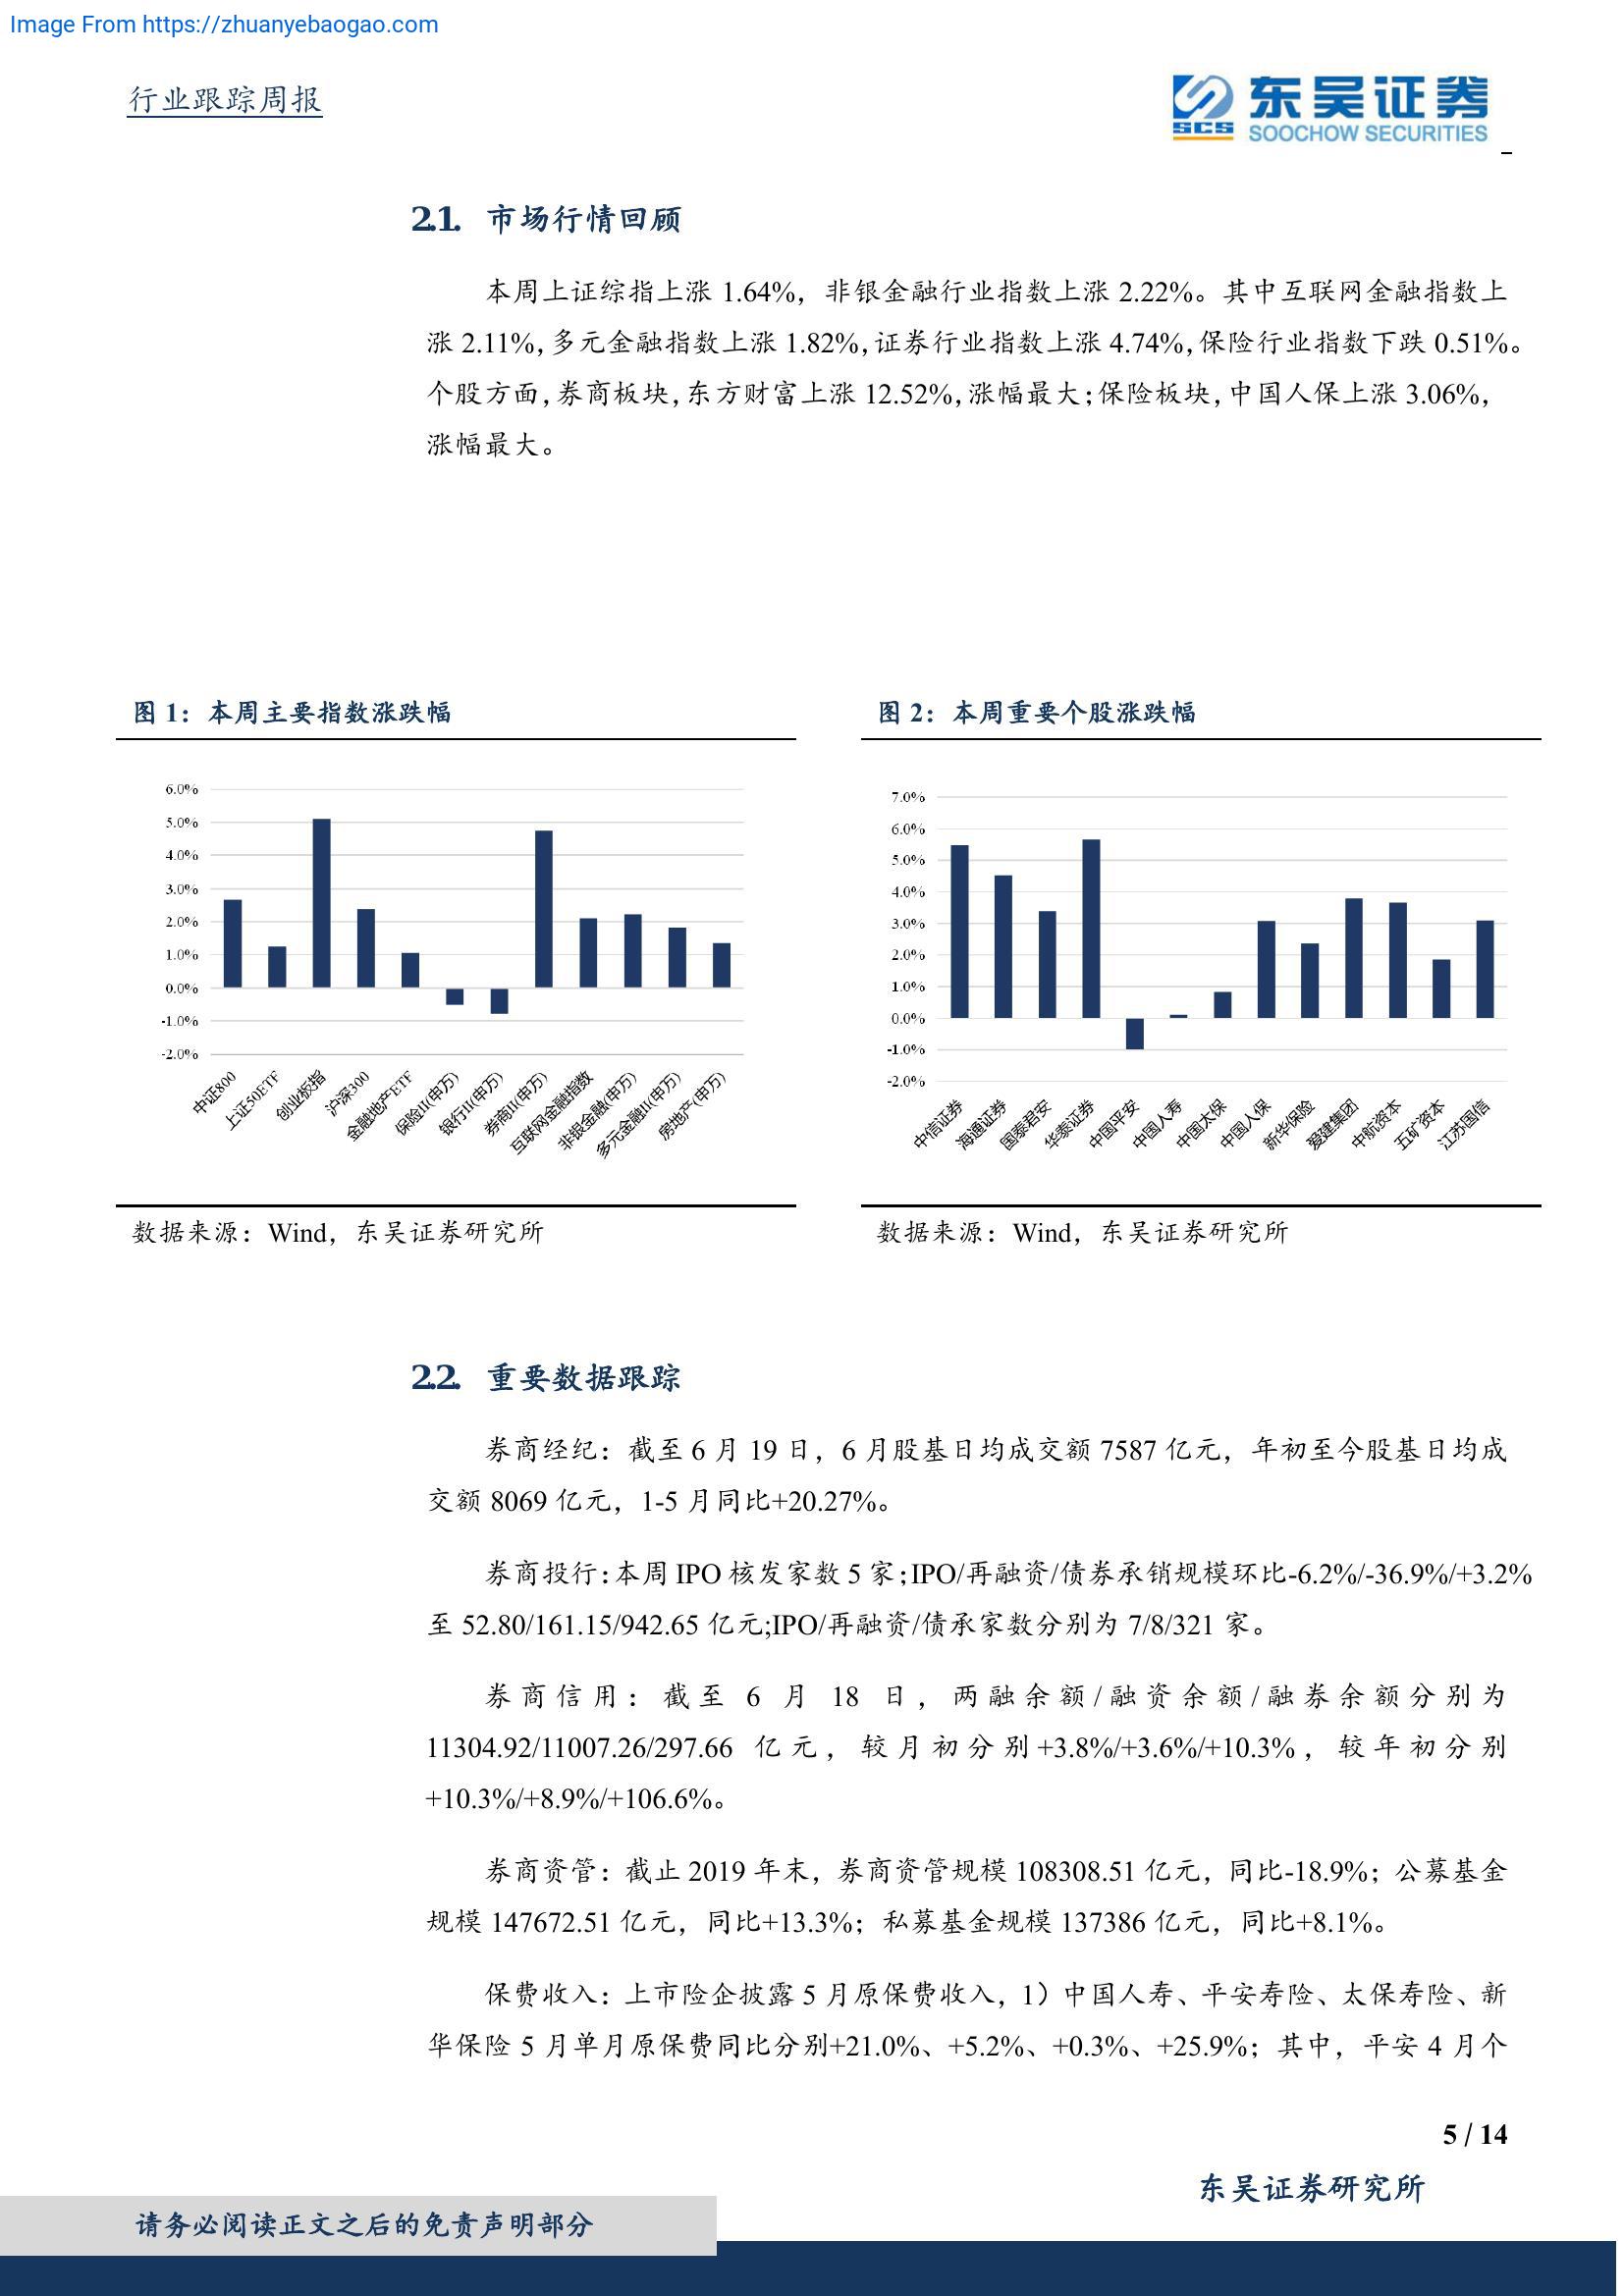 Image From https://zhuanyebaogao.com
行业跟踪周报
东吴证券
SCS
SOOCHOW SECURITIES
2.1. 市场行情回顾
本周上证综指上涨 1.64%，非银金融行业指数上涨 2.22%。其中互联网金融指数上
涨 2.11%,多元金融指数上涨 1.82%,证券行业指数上涨 4.74%,保险行业指数下跌 0.51%。
个股方面,券商板块,东方财富上涨 12.52%,涨幅最大;保险板块,中国人保上涨 3.06%，
涨幅最大。
图 1：本周主要指数涨跌幅
6.0%
5.0%
4.0%
3.0%
2.0%
1.0%
0.0%
-1.0%
-2.0%
中证800
上证50ETF
创业板指
沪深300
金融地产ETF
保险II(申万)
银行II(申万)
券商II(申万)
互联网金融指数
非银金融(申万)
多元金融II(申万)
房地产(申万)
数据来源：Wind，东吴证券研究所
图 2：本周重要个股涨跌幅
7.0%
6.0%
5.0%
4.0%
3.0%
2.0%
1.0%
0.0%
-1.0%
-2.0%
中信证券
海通证券
国泰君安
华泰证券
中国平安
中国人寿
中国太保
中国人保
新华保险
爱建集团
中航资本
五矿资本
江苏国信
数据来源：Wind，东吴证券研究所
2.2. 重要数据跟踪
券商经纪：截至 6 月 19 日，6 月股基日均成交额 7587 亿元，年初至今股基日均成
交额 8069 亿元，1-5 月同比+20.27%。
券商投行:本周 IPO 核发家数 5 家;IPO/再融资/债券承销规模环比-6.2%/-36.9%/+3.2%
至 52.80/161.15/942.65 亿元;IPO/再融资/债承家数分别为 7/8/321 家。
券商信用：截至 6 月 18 日，两融余额/融资余额/融券余额分别为
11304.92/11007.26/297.66 亿元，较月初分别+3.8%/+3.6%/+10.3%，较年初分别
+10.3%/+8.9%/+106.6%。
券商资管：截止 2019 年末，券商资管规模 108308.51 亿元，同比-18.9%；公募基金
规模 147672.51 亿元，同比+13.3%；私募基金规模 137386 亿元，同比+8.1%。
保费收入：上市险企披露 5 月原保费收入，1）中国人寿、平安寿险、太保寿险、新
华保险 5 月单月原保费同比分别+21.0%、+5.2%、+0.3%、+25.9%；其中，平安 4 月个
5 / 14
东吴证券研究所
请务必阅读正文之后的免责声明部分